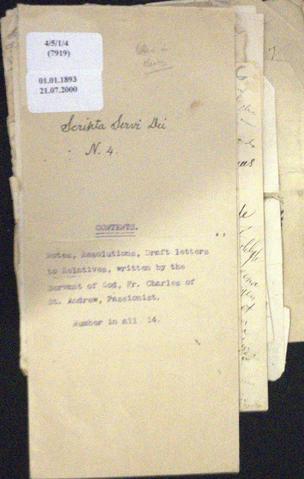 4/5/1/4
(7919)
01.01.1893
21.07.2000
Scripta Servi Dei
N. 4.
CONTENTS.
Notes, Resolutions, Draft letters
to Relatives, written by the
Servant of God, Fr. Charles of
St. Andrew, Passionist.
Number in all 14.